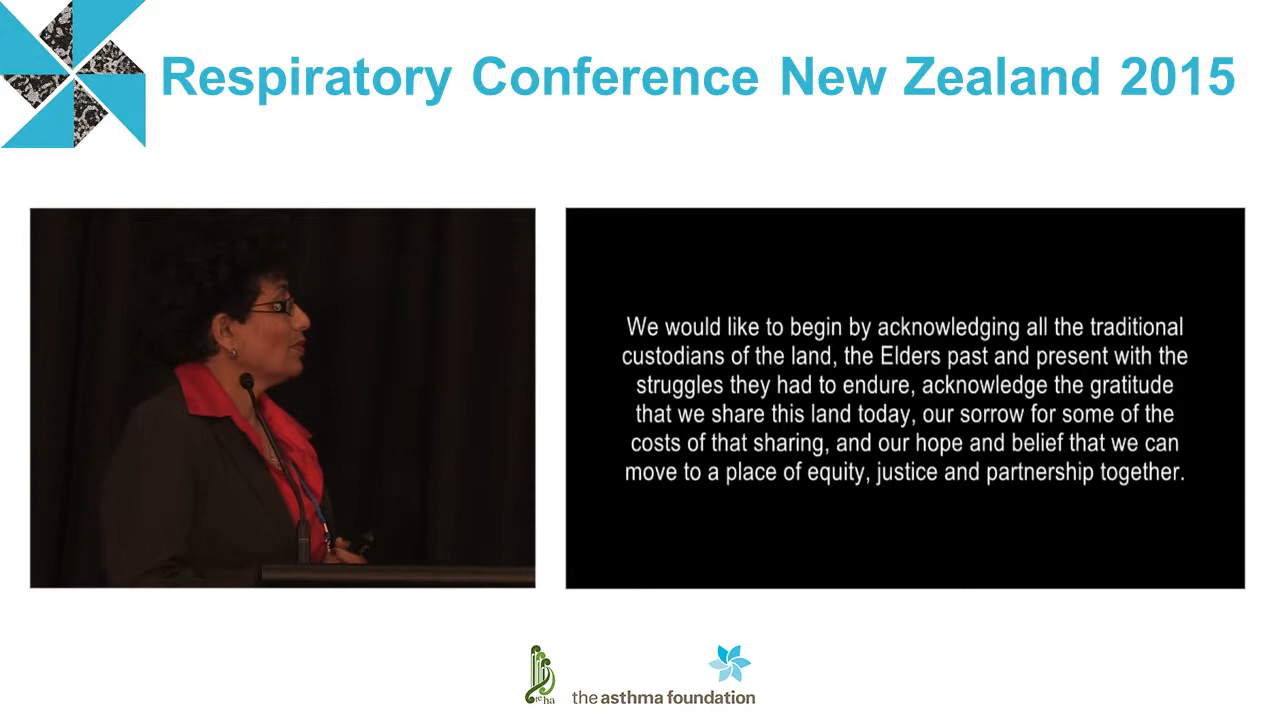 Respiratory Conference New Zealand 2015
We would like to begin by acknowledging all the traditional
custodians of the land, the Elders past and present with the
struggles they had to endure, acknowledge the gratitude
that we share this land today, our sorrow for some of the
costs of that sharing, and our hope and belief that we can
move to a place of equity, justice and partnership together.
te ha
the asthma foundation